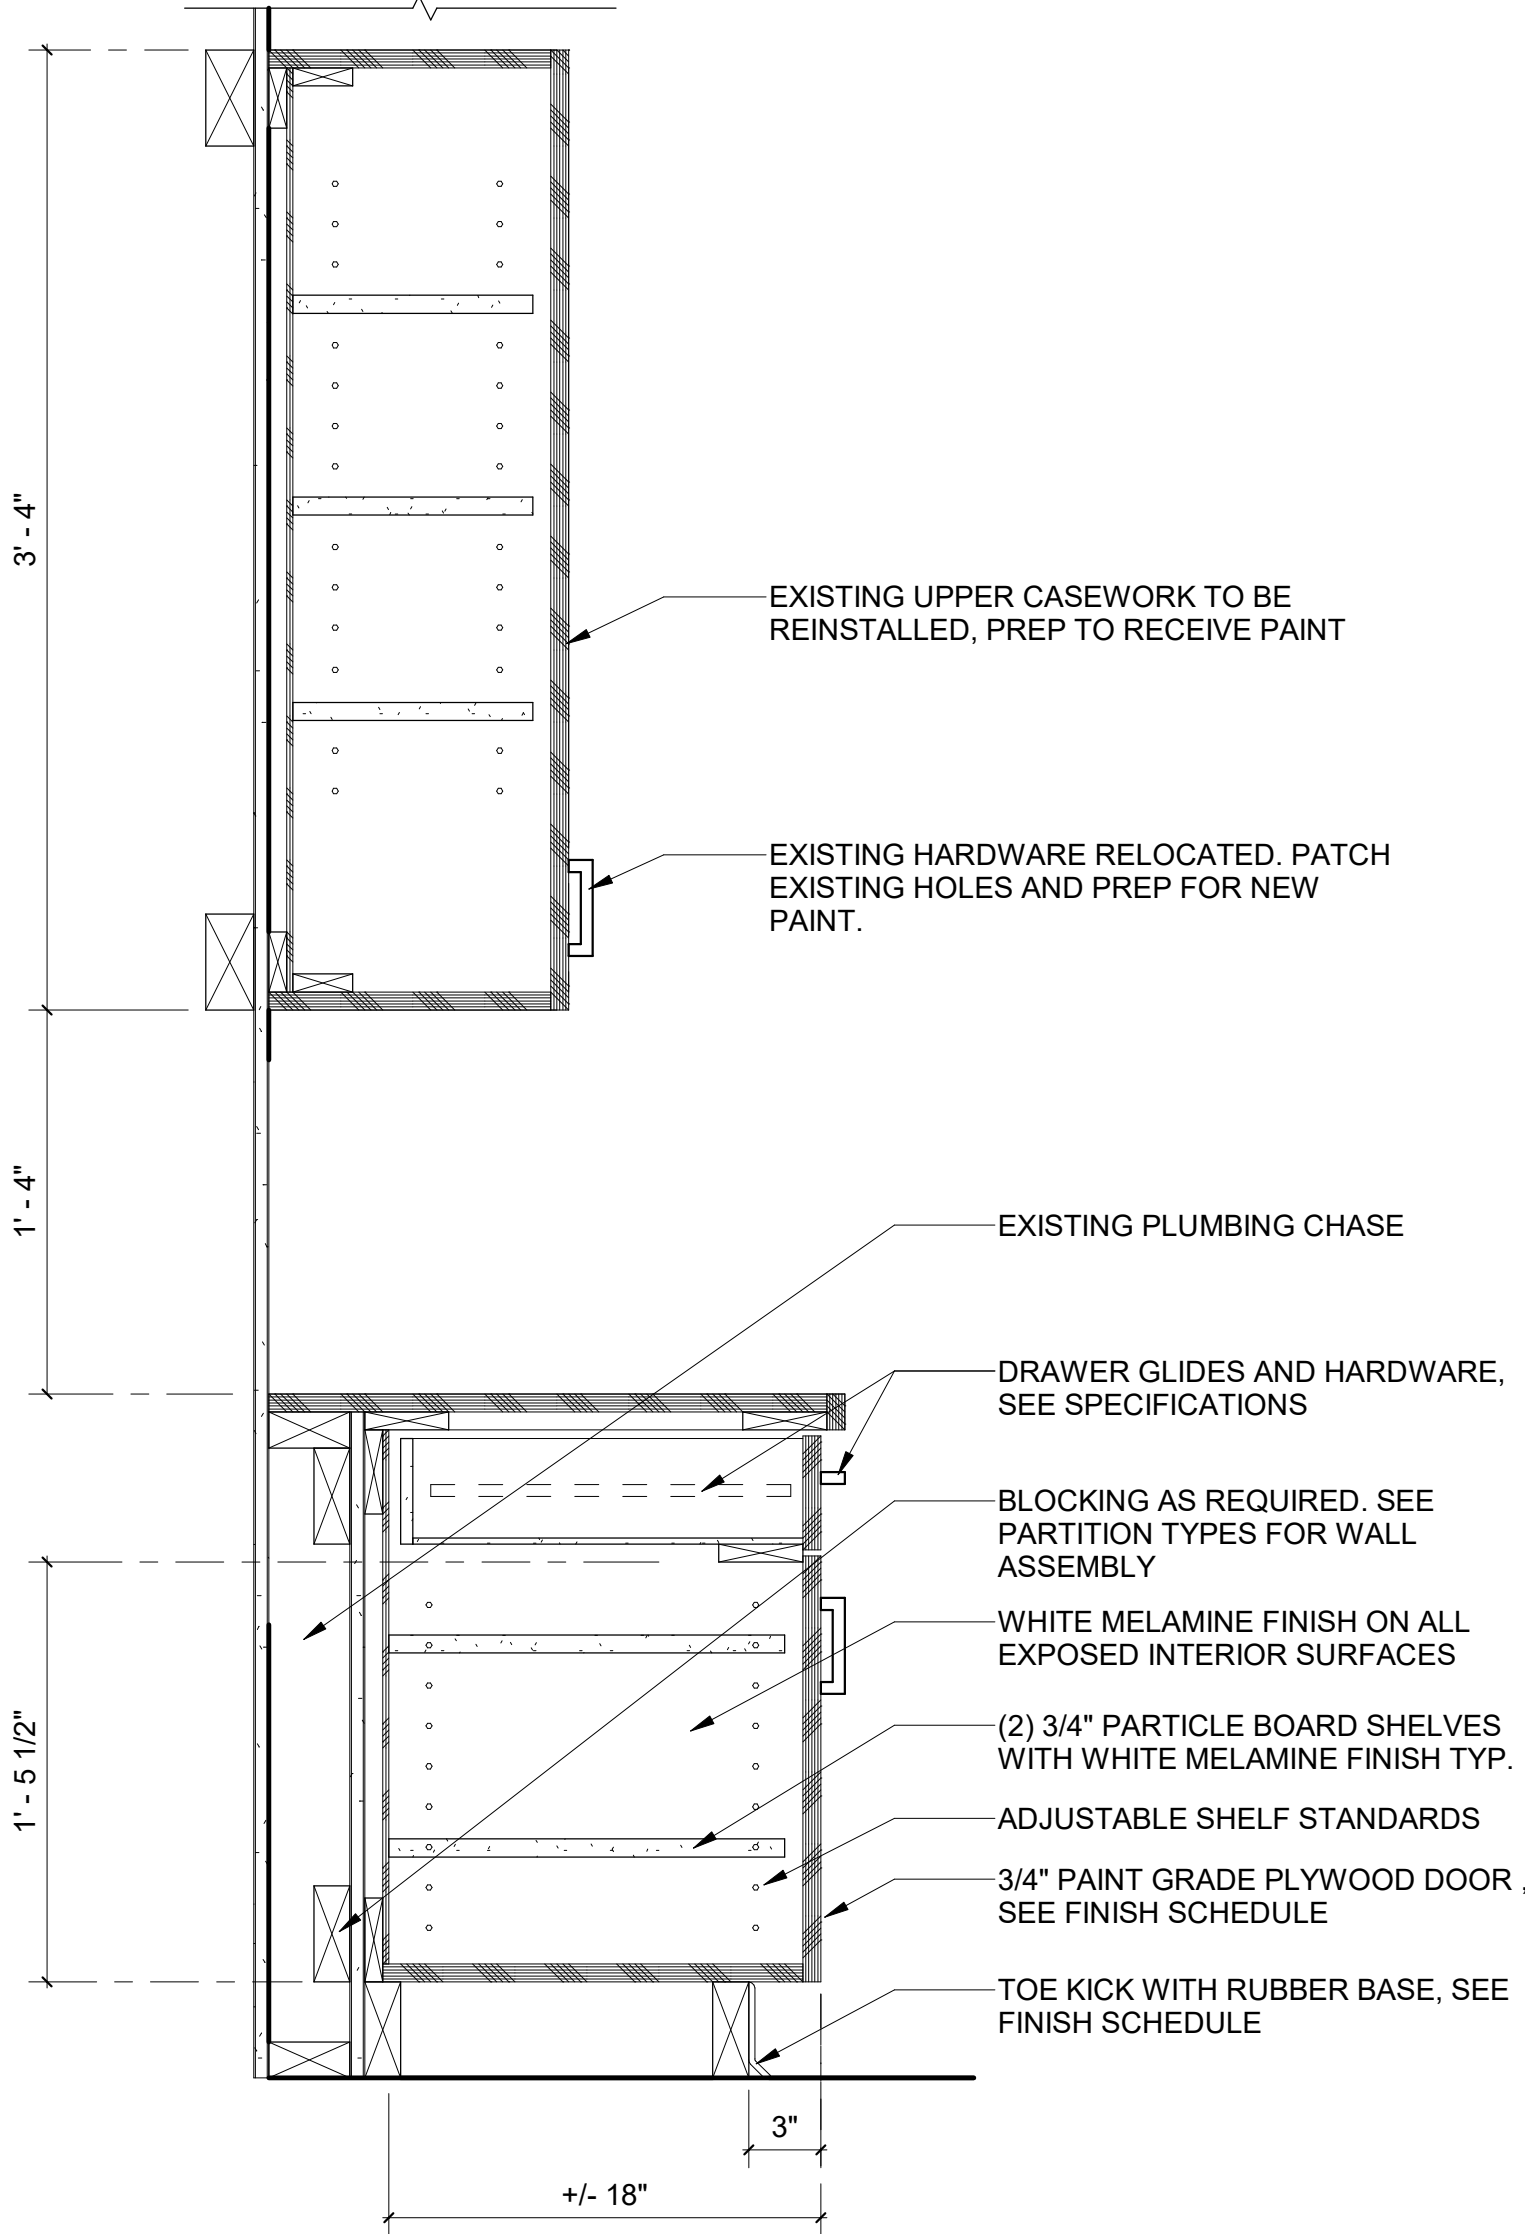 3' - 4"
EXISTING UPPER CASEWORK TO BE
REINSTALLED, PREP TO RECEIVE PAINT
EXISTING HARDWARE RELOCATED. PATCH
EXISTING HOLES AND PREP FOR NEW
PAINT.
1' - 4"
EXISTING PLUMBING CHASE
DRAWER GLIDES AND HARDWARE,
SEE SPECIFICATIONS
BLOCKING AS REQUIRED. SEE
PARTITION TYPES FOR WALL
ASSEMBLY
WHITE MELAMINE FINISH ON ALL
EXPOSED INTERIOR SURFACES
1' - 5 1/2"
(2) 3/4" PARTICLE BOARD SHELVES
WITH WHITE MELAMINE FINISH TYP.
ADJUSTABLE SHELF STANDARDS
3/4" PAINT GRADE PLYWOOD DOOR ,
SEE FINISH SCHEDULE
TOE KICK WITH RUBBER BASE, SEE
FINISH SCHEDULE
3"
+/- 18"